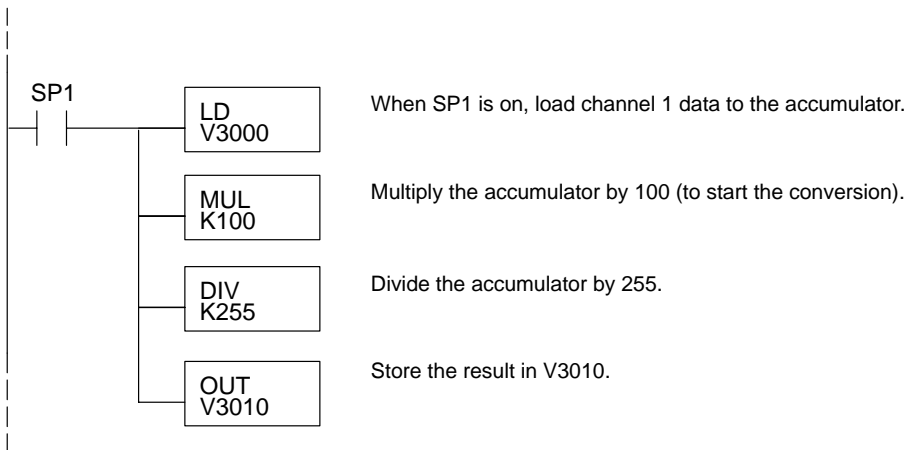 SP1
LD
V3000
When SP1 is on, load channel 1 data to the accumulator.
MUL
K100
Multiply the accumulator by 100 (to start the conversion).
DIV
K255
Divide the accumulator by 255.
OUT
V3010
Store the result in V3010.